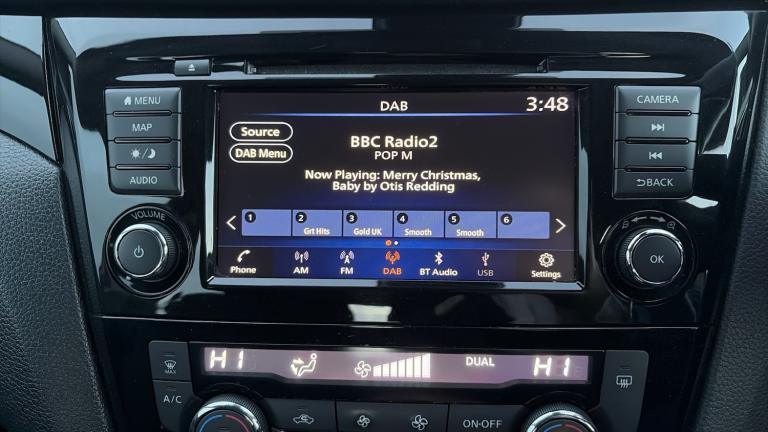 MENU
MAP
AUDIO
VOLUME
DAB
3:48
Source
DAB Menu
BBC Radio2
POP M
Now Playing: Merry Christmas,
Baby by Otis Redding
1
2 Grt Hits
3 Gold UK
4 Smooth
5 Smooth
6
Phone
AM
FM
DAB
BT Audio
USB
Settings
CAMERA
BACK
OK
HI
DUAL
HI
MAX
A/C
ON·OFF